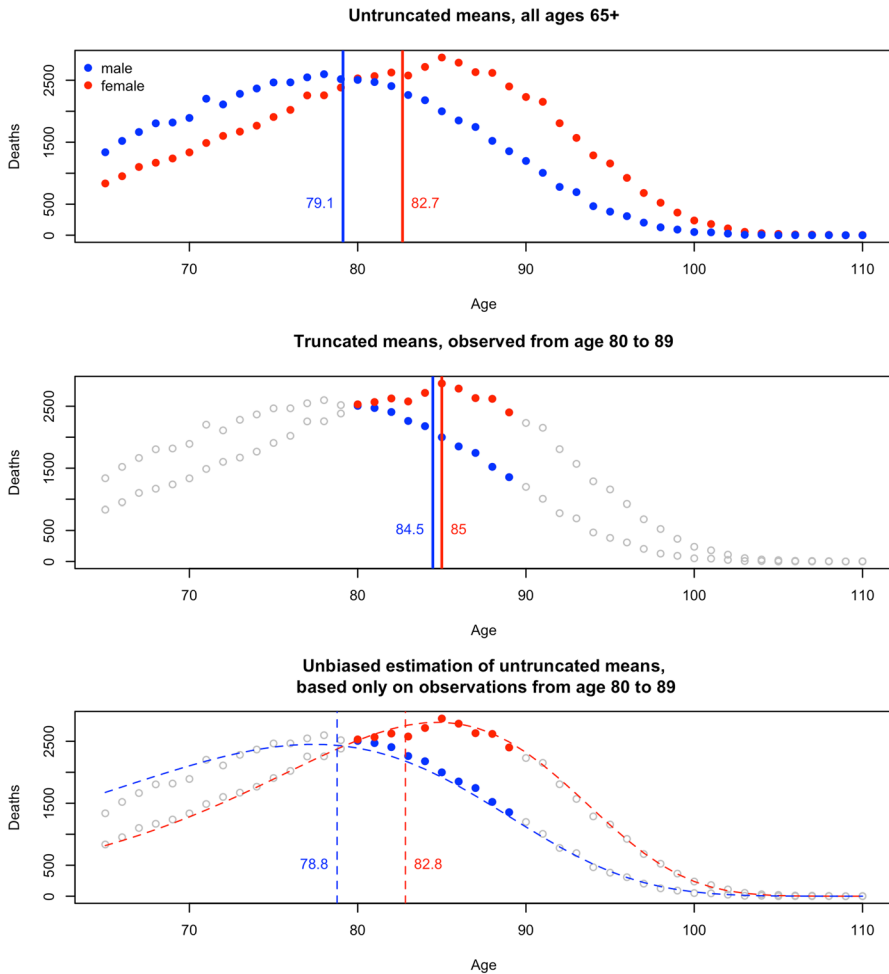 Untruncated means, all ages 65+
male
female
2500
1500
500
0
Deaths
79.1
82.7
70
80
90
100
110
Age
Truncated means, observed from age 80 to 89
2500
1500
500
0
Deaths
84.5
85
70
80
90
100
110
Age
Unbiased estimation of untruncated means,
based only on observations from age 80 to 89
2500
1500
500
0
Deaths
78.8
82.8
70
80
90
100
110
Age